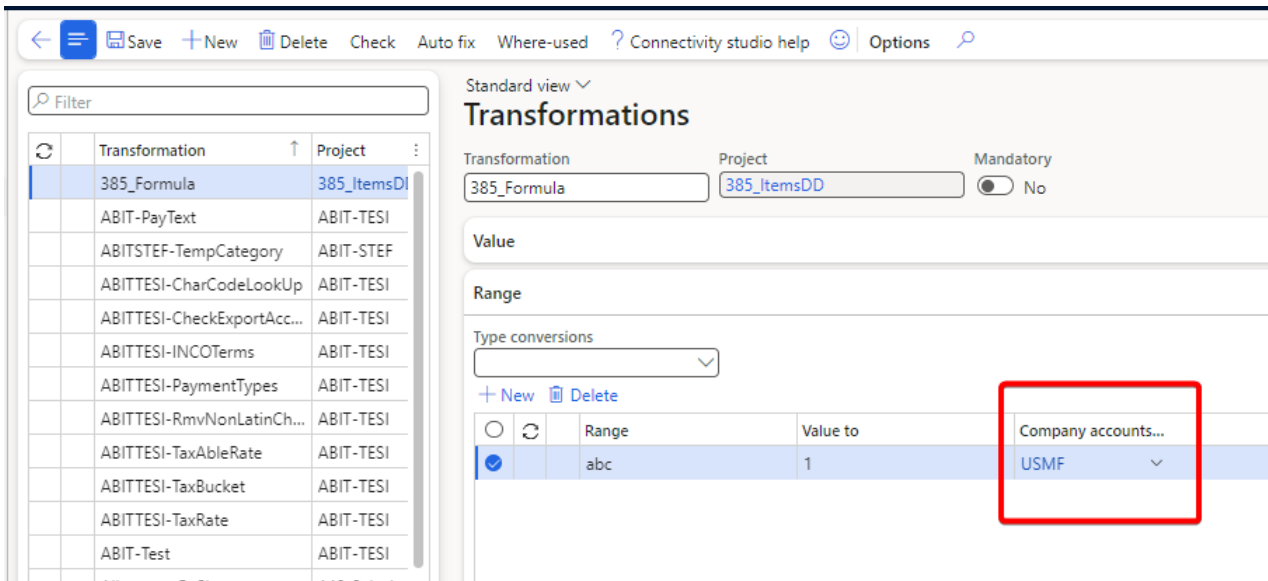 Save New Delete Check Auto fix Where-used ? Connectivity studio help Options
Filter
Transformation Project
385_Formula 385_ItemsDD
ABIT-PayText ABIT-TESI
ABITSTEF-TempCategory ABIT-STEF
ABITTESI-CharCodeLookUp ABIT-TESI
ABITTESI-CheckExportAcc... ABIT-TESI
ABITTESI-INCOTerms ABIT-TESI
ABITTESI-PaymentTypes ABIT-TESI
ABITTESI-RmvNonLatinCh... ABIT-TESI
ABITTESI-TaxAbleRate ABIT-TESI
ABITTESI-TaxBucket ABIT-TESI
ABITTESI-TaxRate ABIT-TESI
ABIT-Test ABIT-TESI
Standard view
Transformations
Transformation Project Mandatory
385_Formula 385_ItemsDD No
Value
Range
Type conversions
New Delete
Range Value to Company accounts...
abc 1 USMF